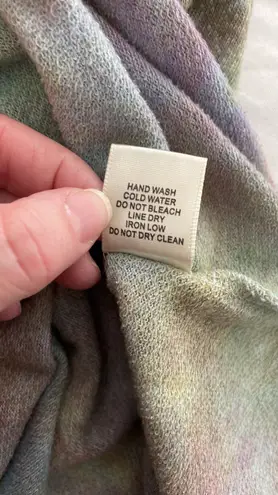 HAND WASH
COLD WATER
DO NOT BLEACH
LINE DRY
IRON LOW
DO NOT DRY CLEAN